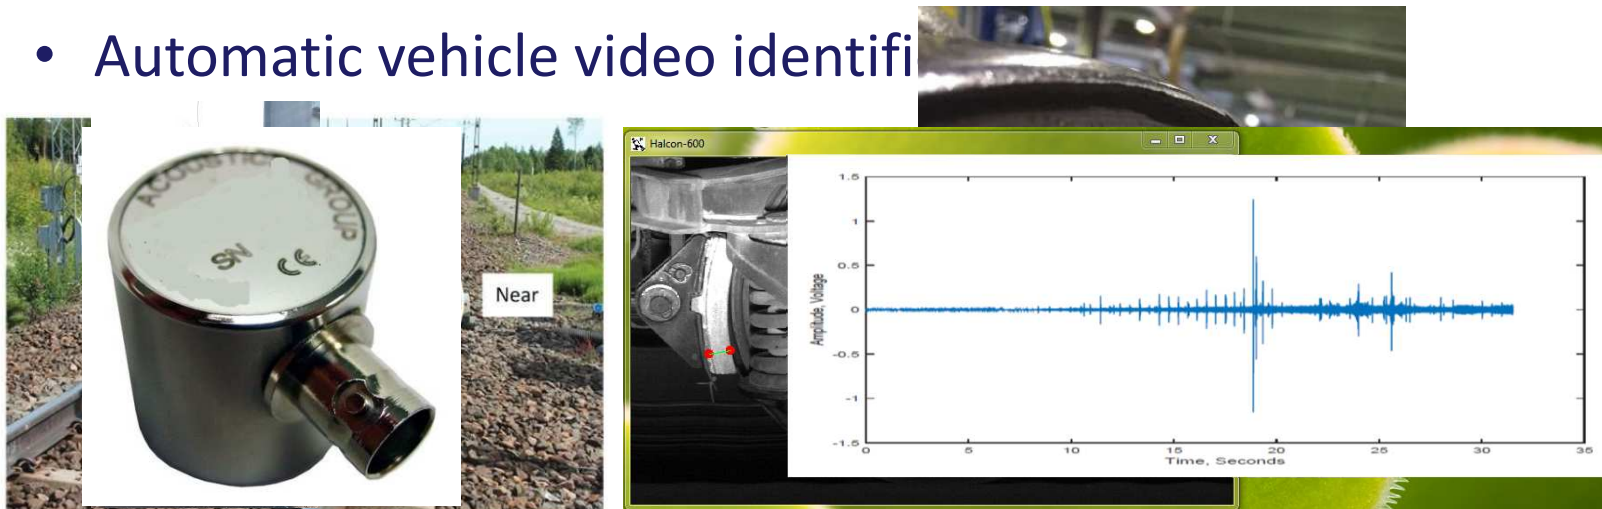 • Automatic vehicle video identifi
ACOUSTIC GROUP
SN
CE
Near
Halcon-600
1.5
1
0.5
0
-0.5
-1
-1.5
Amplitude, Voltage
0 5 10 15 20 25 30 35
Time, Seconds